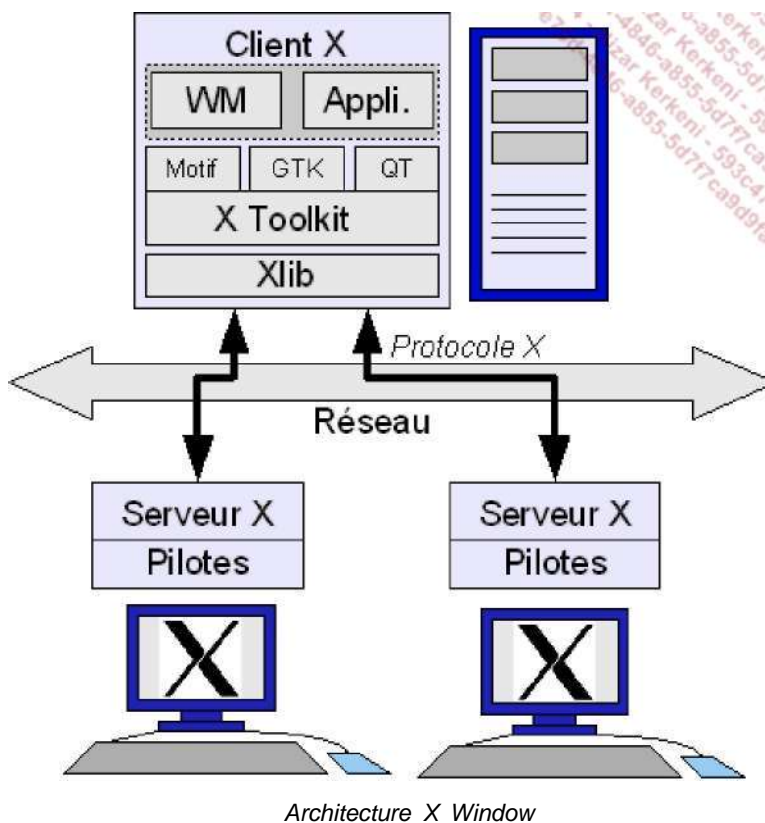 Client X
WM
Appli.
Motif
GTK
QT
X Toolkit
Xlib
Protocole X
Réseau
Serveur X
Pilotes
Serveur X
Pilotes
X
X
Architecture X Window